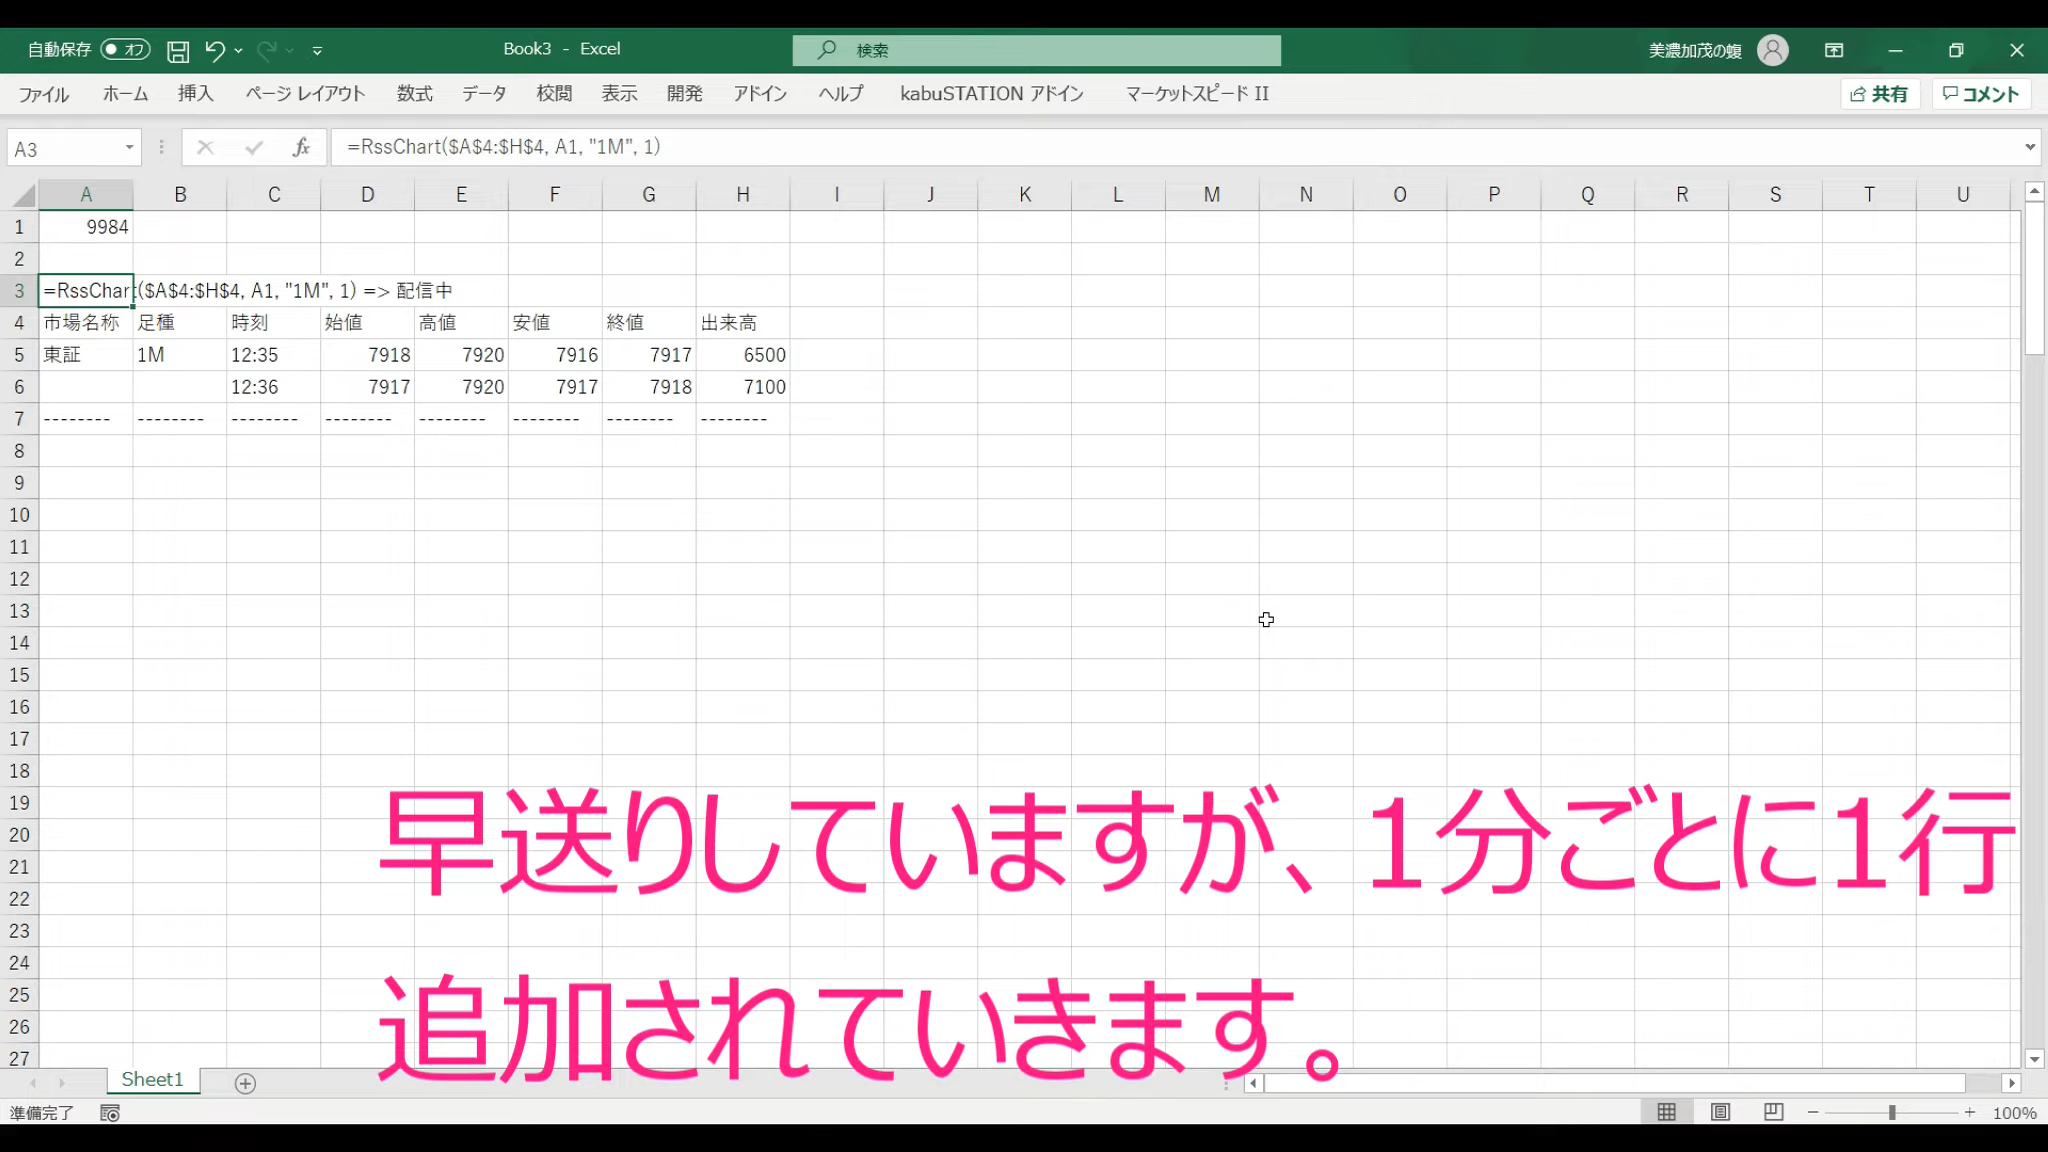 自動保存 オフ Book3 - Excel 検索 美濃加茂の蝮
ファイル ホーム 挿入 ページ レイアウト 数式 データ 校閲 表示 開発 アドイン ヘルプ kabuSTATION アドイン マーケットスピード II 共有 コメント
A3 fx =RssChart($A$4:$H$4, A1, "1M", 1)
A B C D E F G H I J K L M N O P Q R S T U
1 9984
2
3 =RssChart($A$4:$H$4, A1, "1M", 1) => 配信中
4 市場名称 足種 時刻 始値 高値 安値 終値 出来高
5 東証 1M 12:35 7918 7920 7916 7917 6500
6 12:36 7917 7920 7917 7918 7100
7 -------- -------- -------- -------- -------- -------- -------- --------
8
9
10
11
12
13
14
15
16
17
18
19
20
21
22
23
24
25
26
27
早送りしていますが、1分ごとに1行
追加されていきます。
Sheet1
準備完了 100%